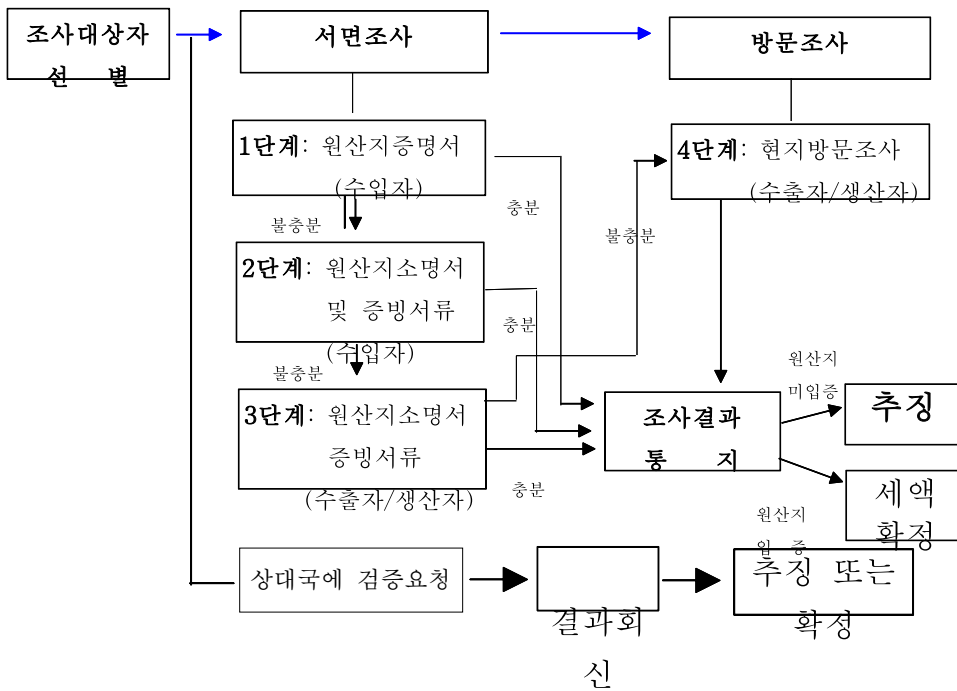 조사대상자
선 별
서면조사
방문조사
1단계: 원산지증명서
(수입자)
불충분
충분
2단계: 원산지소명서
및 증빙서류
(수입자)
불충분
충분
3단계: 원산지소명서
증빙서류
(수출자/생산자)
충분
불충분
4단계: 현지방문조사
(수출자/생산자)
조사결과
통 지
원산지
미입증
추징
원산지
입 증
세액
확정
상대국에 검증요청
결과회
신
추징 또는
확정